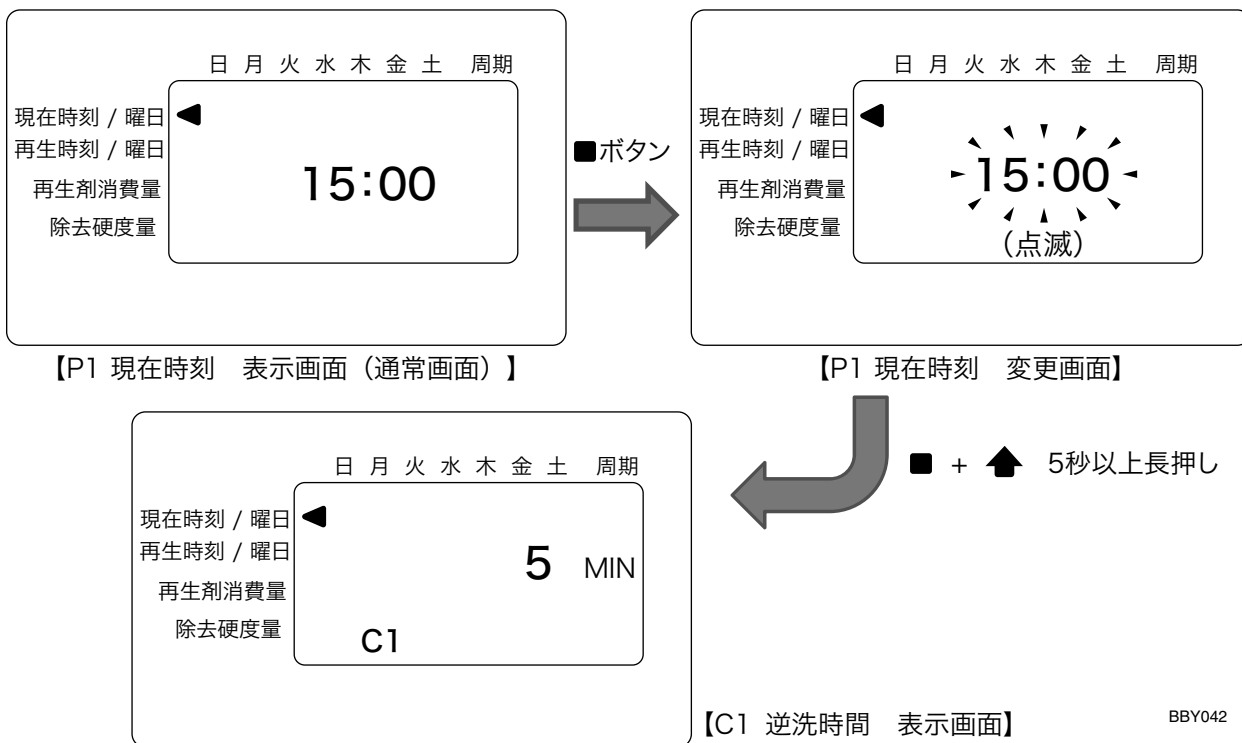 日 月 火 水 木 金 土 周期
現在時刻 / 曜日
再生時刻 / 曜日
再生剤消費量
除去硬度量
15:00
【P1 現在時刻 表示画面（通常画面）】
■ボタン
日 月 火 水 木 金 土 周期
現在時刻 / 曜日
再生時刻 / 曜日
再生剤消費量
除去硬度量
15:00
（点滅）
【P1 現在時刻 変更画面】
■ + ⬆ 5秒以上長押し
日 月 火 水 木 金 土 周期
現在時刻 / 曜日
再生時刻 / 曜日
再生剤消費量
除去硬度量
5 MIN
C1
【C1 逆洗時間 表示画面】
BBY042